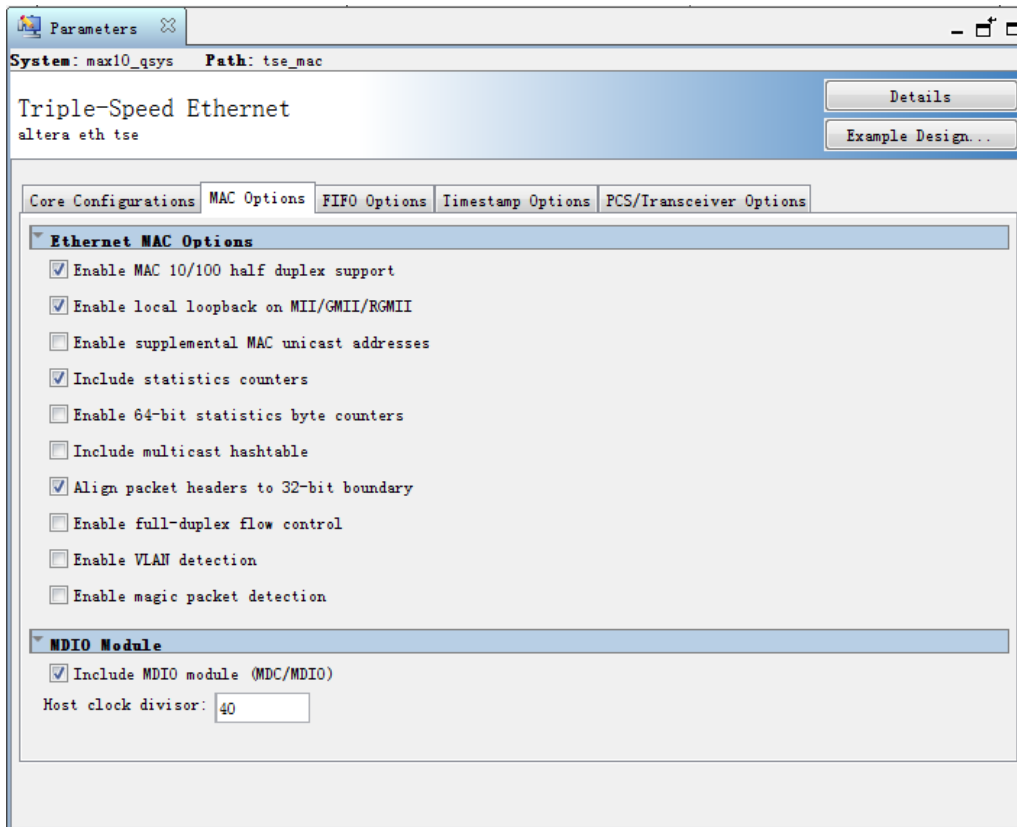 Parameters
System: max10_qsys Path: tse_mac
Triple-Speed Ethernet
altera eth tse
Details
Example Design...
Core Configurations MAC Options FIFO Options Timestamp Options PCS/Transceiver Options
Ethernet MAC Options
Enable MAC 10/100 half duplex support
Enable local loopback on MII/GMII/RGMII
Enable supplemental MAC unicast addresses
Include statistics counters
Enable 64-bit statistics byte counters
Include multicast hashtable
Align packet headers to 32-bit boundary
Enable full-duplex flow control
Enable VLAN detection
Enable magic packet detection
MDIO Module
Include MDIO module (MDC/MDIO)
Host clock divisor: 40